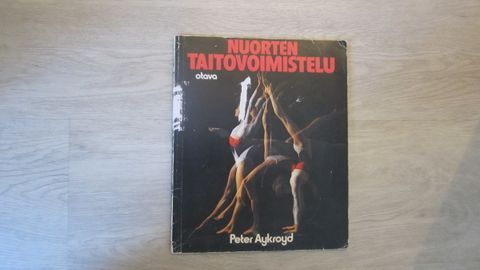 NUORTEN
TAITOVOIMISTELU
otava
Peter Aykroyd